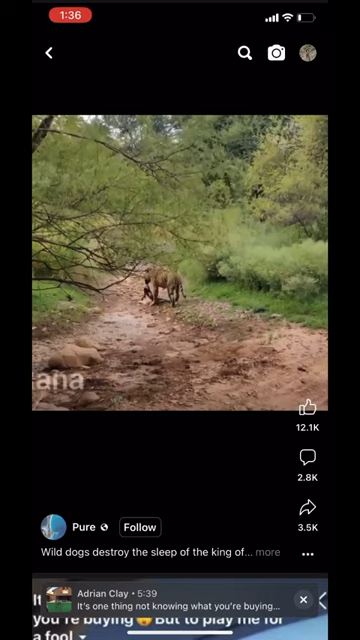 1:36
ana
12.1K
2.8K
3.5K
Pure
Follow
Wild dogs destroy the sleep of the king of... more
Adrian Clay • 5:39
It's one thing not knowing what you're buying...
you're buying😮But to play me for
a fool